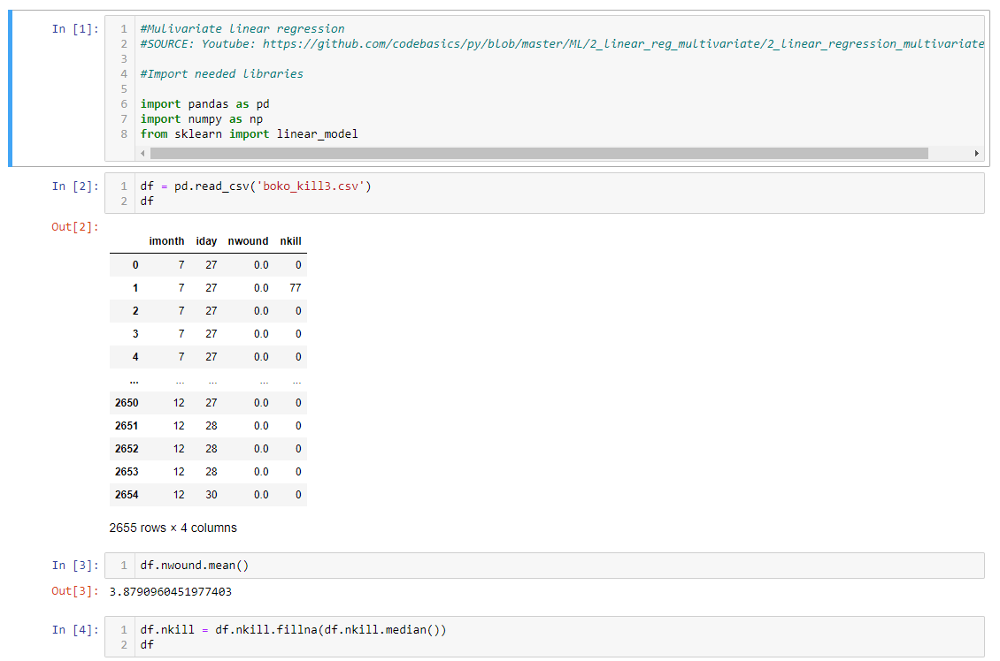 In [1]:
1 #Mulivariate linear regression
2 #SOURCE: Youtube: https://github.com/codebasics/py/blob/master/ML/2_linear_reg_multivariate/2_linear_regression_multivariate
3
4 #Import needed libraries
5
6 import pandas as pd
7 import numpy as np
8 from sklearn import linear_model
In [2]:
1 df = pd.read_csv('boko_kill3.csv')
2 df
Out[2]:
imonth iday nwound nkill
0 7 27 0.0 0
1 7 27 0.0 77
2 7 27 0.0 0
3 7 27 0.0 0
4 7 27 0.0 0
... ... ... ... ...
2650 12 27 0.0 0
2651 12 28 0.0 0
2652 12 28 0.0 0
2653 12 28 0.0 0
2654 12 30 0.0 0
2655 rows × 4 columns
In [3]:
1 df.nwound.mean()
Out[3]: 3.8790960451977403
In [4]:
1 df.nkill = df.nkill.fillna(df.nkill.median())
2 df